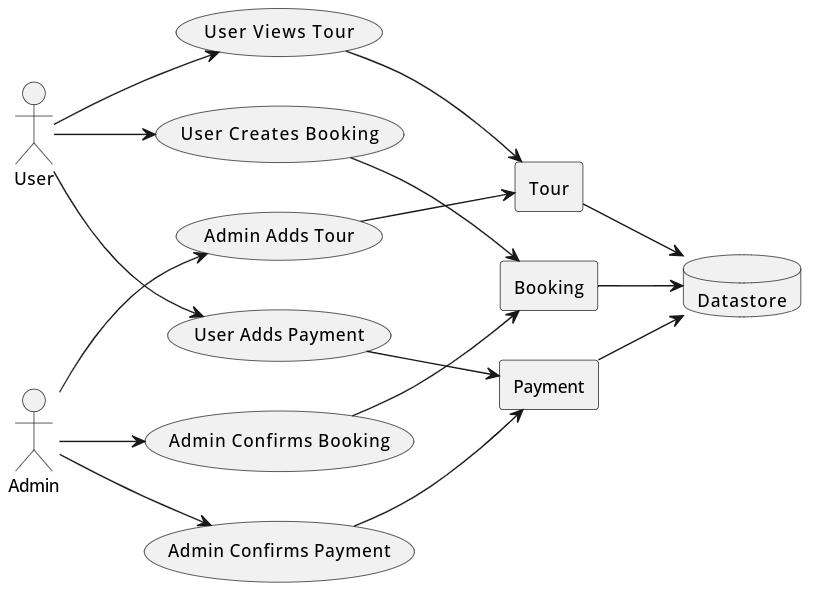 User Views Tour
User Creates Booking
User
Tour
Admin Adds Tour
Booking
Datastore
User Adds Payment
Payment
Admin Confirms Booking
Admin
Admin Confirms Payment